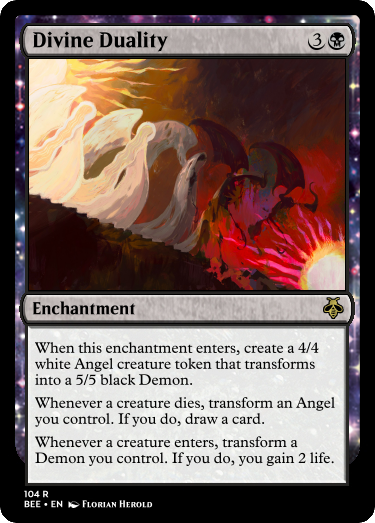 Divine Duality 3
Enchantment
When this enchantment enters, create a 4/4
white Angel creature token that transforms
into a 5/5 black Demon.
Whenever a creature dies, transform an Angel
you control. If you do, draw a card.
Whenever a creature enters, transform a
Demon you control. If you do, you gain 2 life.
104 R
BEE • EN Florian Herold